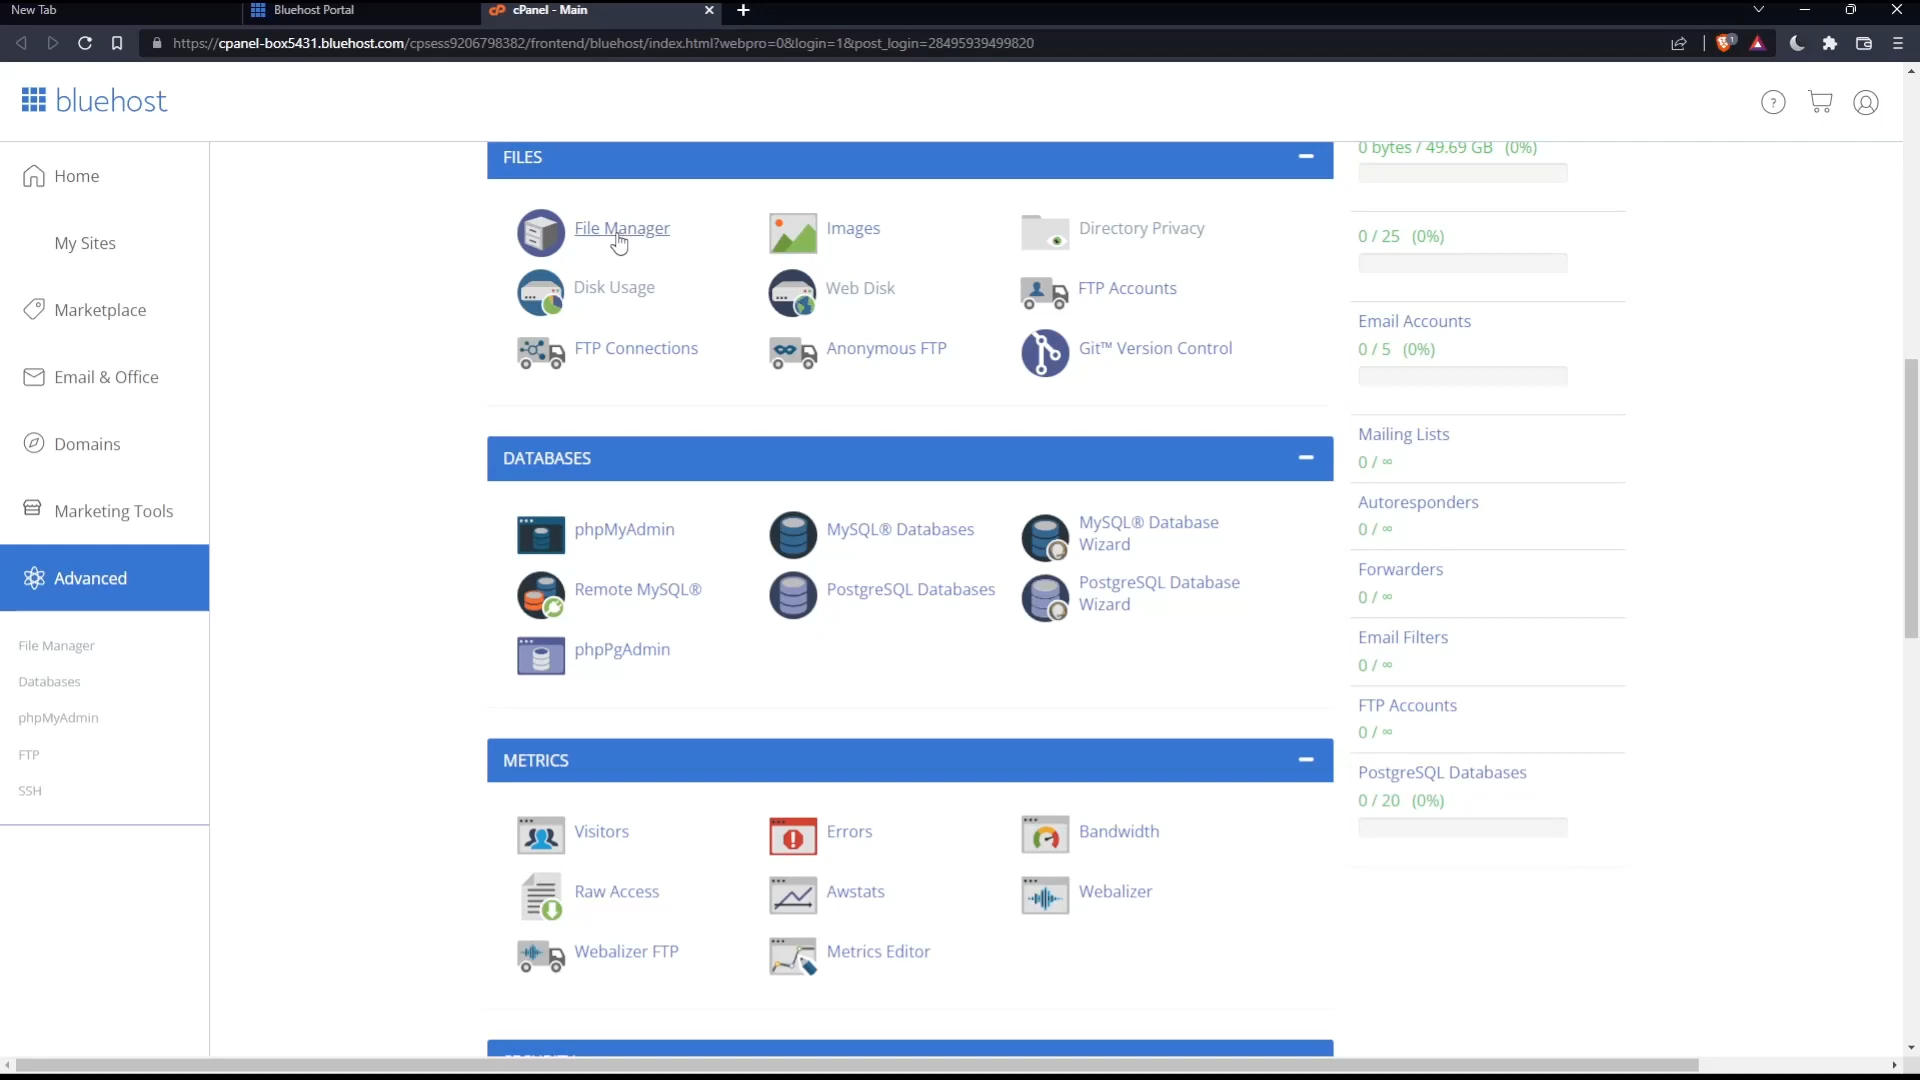 New Tab
Bluehost Portal
cPanel - Main
https://cpanel-box5431.bluehost.com/cpsess9206798382/frontend/bluehost/index.html?webpro=0&login=1&post_login=28495939499820
bluehost
Home
My Sites
Marketplace
Email & Office
Domains
Marketing Tools
Advanced
File Manager
Databases
phpMyAdmin
FTP
SSH
FILES
File Manager
Images
Directory Privacy
Disk Usage
Web Disk
FTP Accounts
FTP Connections
Anonymous FTP
Git™ Version Control
DATABASES
phpMyAdmin
MySQL® Databases
MySQL® Database
Wizard
Remote MySQL®
PostgreSQL Databases
PostgreSQL Database
Wizard
phpPgAdmin
METRICS
Visitors
Errors
Bandwidth
Raw Access
Awstats
Webalizer
Webalizer FTP
Metrics Editor
0 bytes / 49.69 GB (0%)
0 / 25 (0%)
Email Accounts
0 / 5 (0%)
Mailing Lists
0 / ∞
Autoresponders
0 / ∞
Forwarders
0 / ∞
Email Filters
0 / ∞
FTP Accounts
0 / ∞
PostgreSQL Databases
0 / 20 (0%)